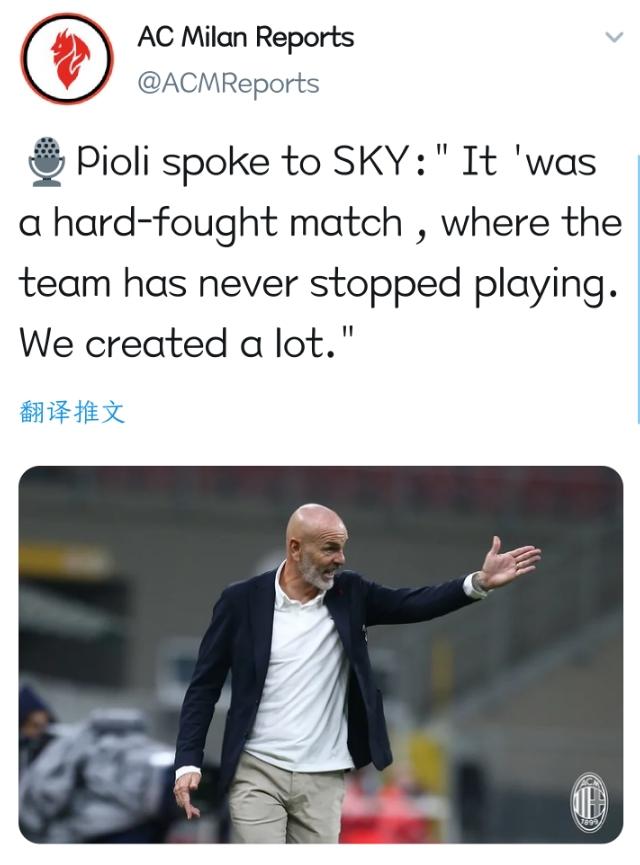 AC Milan Reports
@ACMReports
🎙Pioli spoke to SKY:" It 'was
a hard-fought match , where the
team has never stopped playing.
We created a lot."
翻译推文
ACM
1899